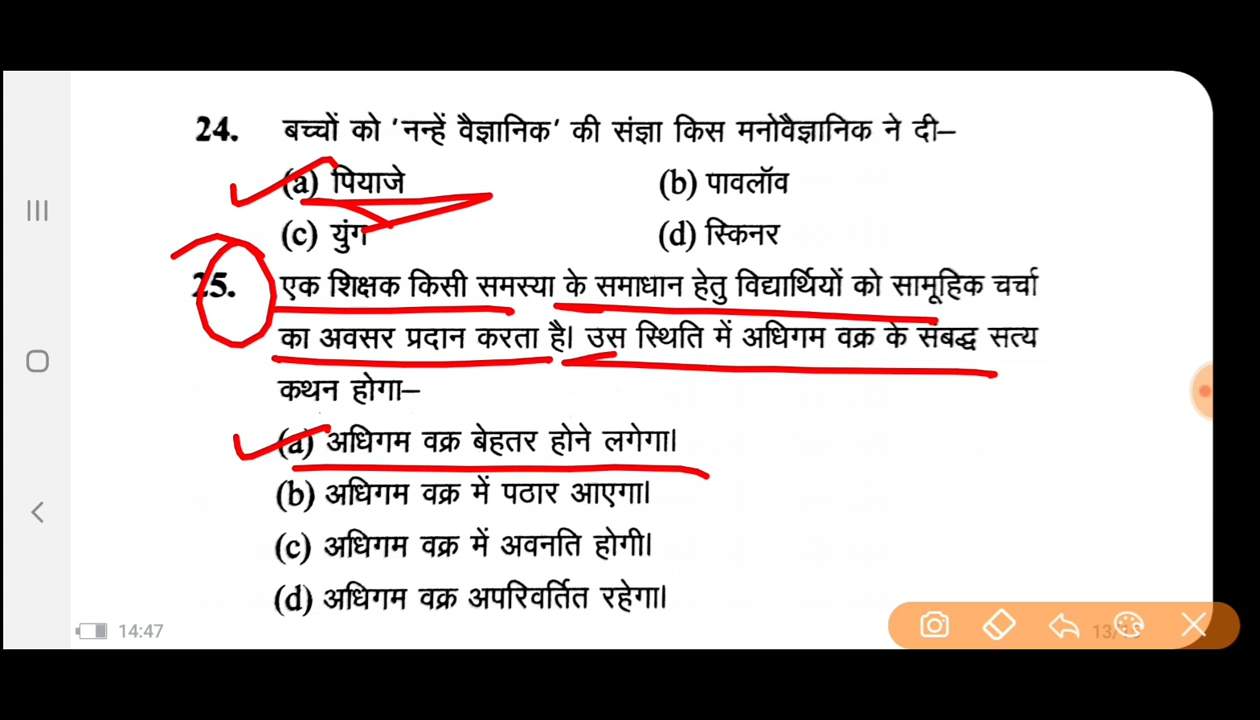 24. बच्चों को 'नन्हें वैज्ञानिक' की संज्ञा किस मनोवैज्ञानिक ने दी–
(a) पियाजे (b) पावलॉव
(c) युंग (d) स्किनर
25. एक शिक्षक किसी समस्या के समाधान हेतु विद्यार्थियों को सामूहिक चर्चा
का अवसर प्रदान करता है। उस स्थिति में अधिगम वक्र के संबद्ध सत्य
कथन होगा–
(a) अधिगम वक्र बेहतर होने लगेगा।
(b) अधिगम वक्र में पठार आएगा।
(c) अधिगम वक्र में अवनति होगी।
(d) अधिगम वक्र अपरिवर्तित रहेगा।
14:47